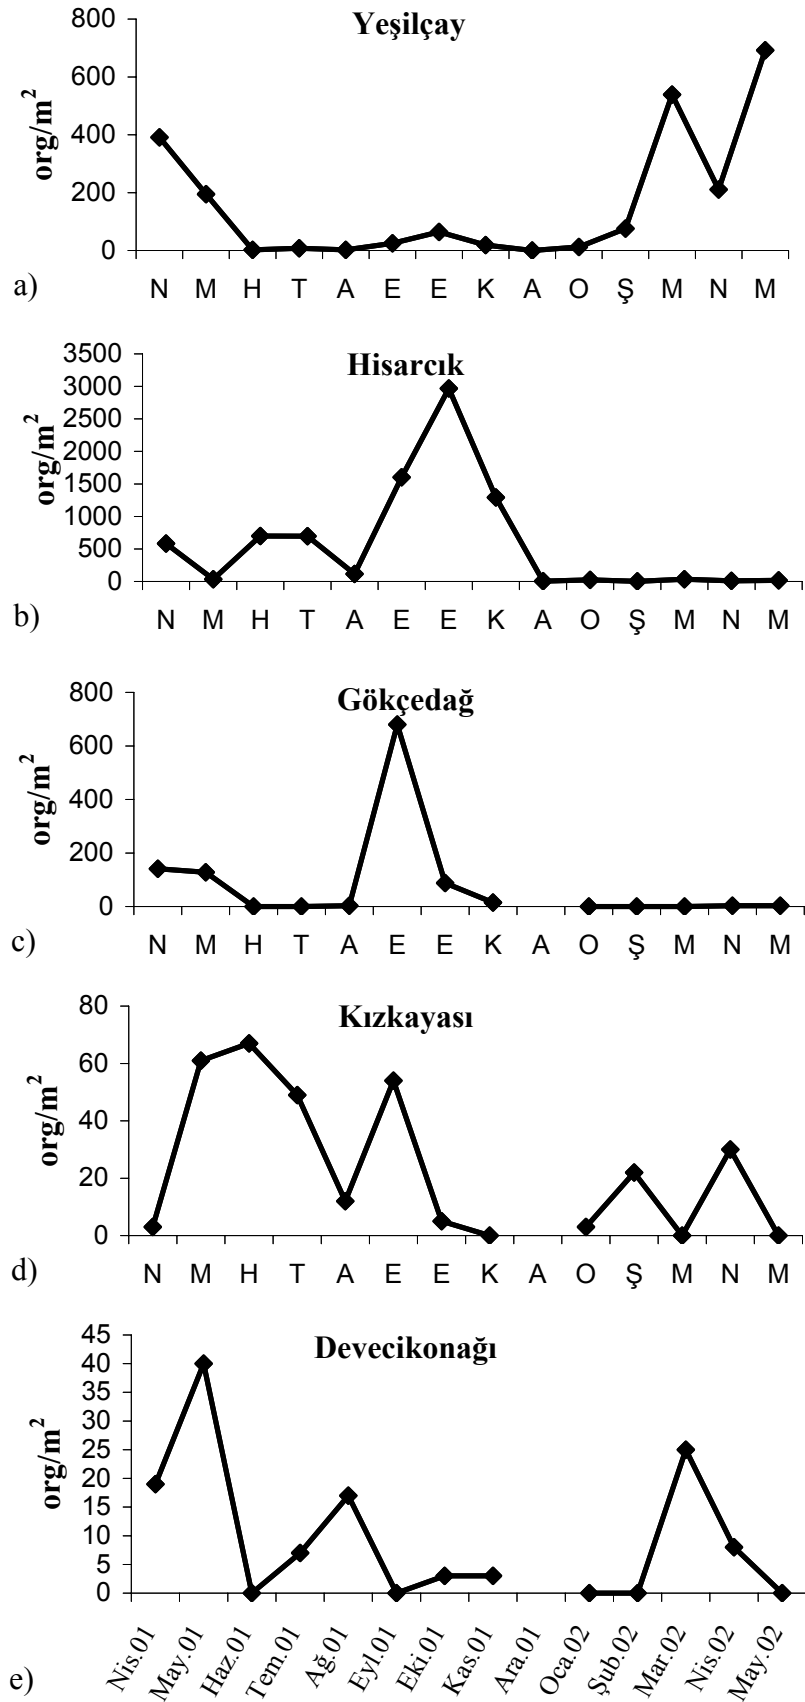 Yeşilçay
800
600
400
200
0
org/m²
N M H T A E E K A O Ş M N M
a)
Hisarcık
3500
3000
2500
2000
1500
1000
500
0
org/m²
N M H T A E E K A O Ş M N M
b)
Gökçedağ
800
600
400
200
0
org/m²
N M H T A E E K A O Ş M N M
c)
Kızkayası
80
60
40
20
0
org/m²
N M H T A E E K A O Ş M N M
d)
Devecikonağı
45
40
35
30
25
20
15
10
5
0
org/m²
Nis.01 May.01 Haz.01 Tem.01 Ağ.01 Eyl.01 Eki.01 Kas.01 Ara.01 Oca.02 Şub.02 Mar.02 Nis.02 May.02
e)